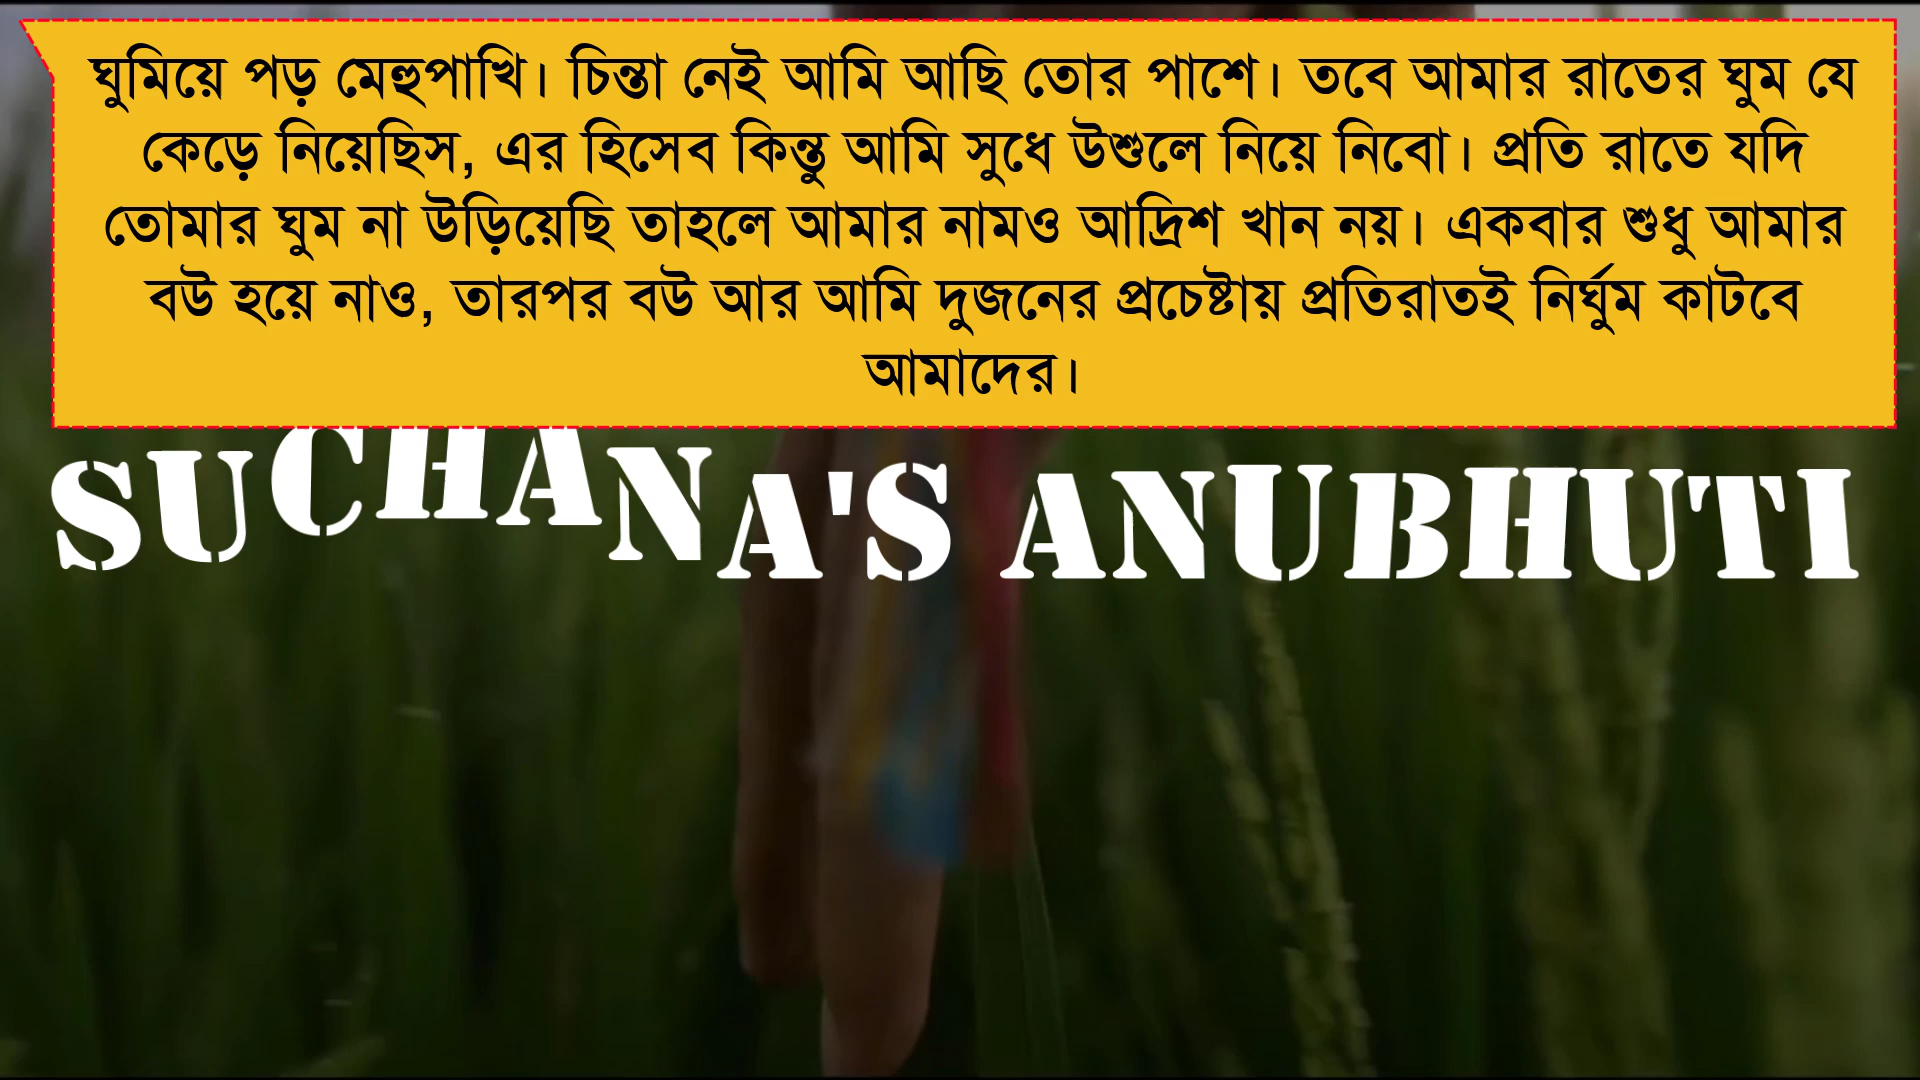 ঘুমিয়ে পড় মেহুপাখি। চিন্তা নেই আমি আছি তোর পাশে। তবে আমার রাতের ঘুম যে
কেড়ে নিয়েছিস, এর হিসেব কিন্তু আমি সুধে উশুলে নিয়ে নিবো। প্রতি রাতে যদি
তোমার ঘুম না উড়িয়েছি তাহলে আমার নামও আদ্রিশ খান নয়। একবার শুধু আমার
বউ হয়ে নাও, তারপর বউ আর আমি দুজনের প্রচেষ্টায় প্রতিরাতই নির্ঘুম কাটবে
আমাদের।
SUCHANA'S ANUBHUTI